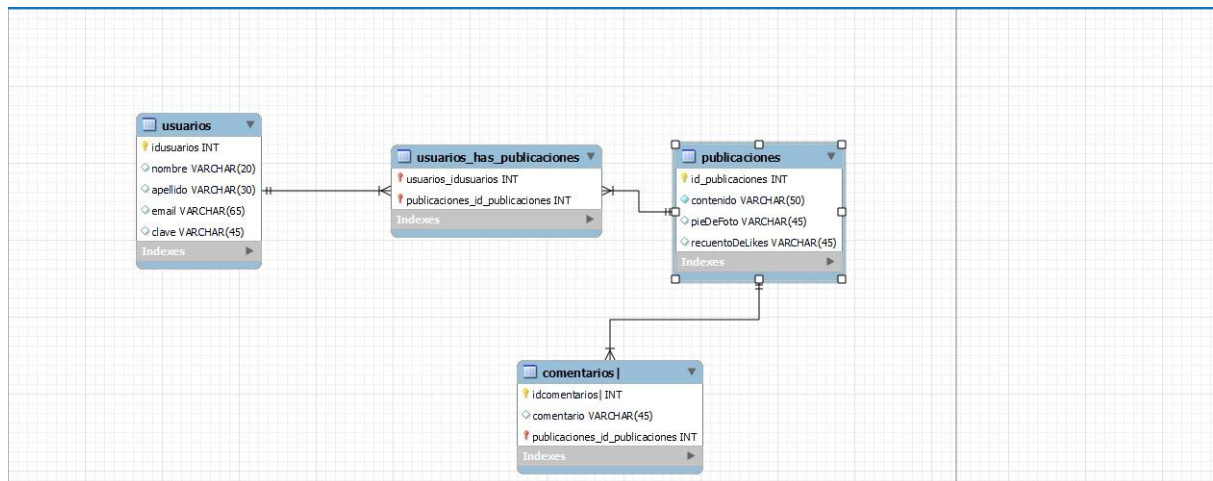 usuarios
idusuarios INT
nombre VARCHAR(20)
apellido VARCHAR(30)
email VARCHAR(65)
clave VARCHAR(45)
Indexes
usuarios_has_publicaciones
usuarios_idusuarios INT
publicaciones_id_publicaciones INT
Indexes
publicaciones
id_publicaciones INT
contenido VARCHAR(50)
pieDeFoto VARCHAR(45)
recuentoDeLikes VARCHAR(45)
Indexes
comentarios|
idcomentarios| INT
comentario VARCHAR(45)
publicaciones_id_publicaciones INT
Indexes